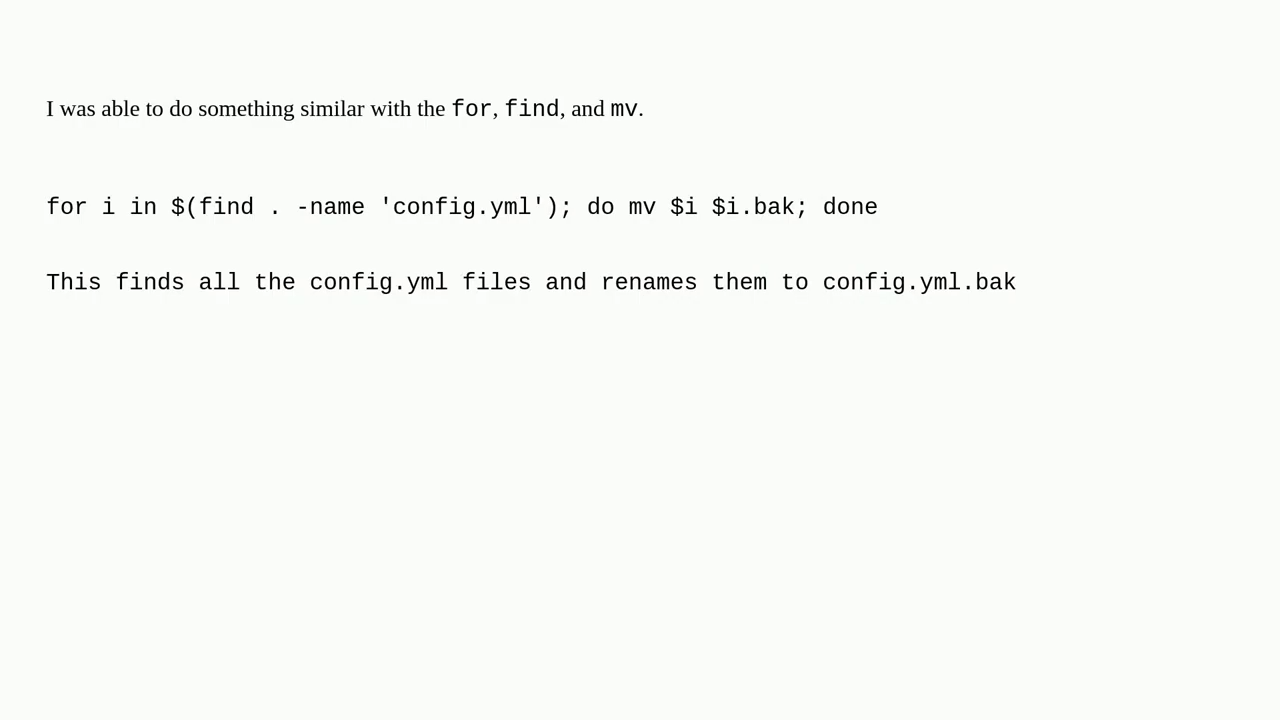 I was able to do something similar with the for, find, and mv.
for i in $(find . -name 'config.yml'); do mv $i $i.bak; done
This finds all the config.yml files and renames them to config.yml.bak